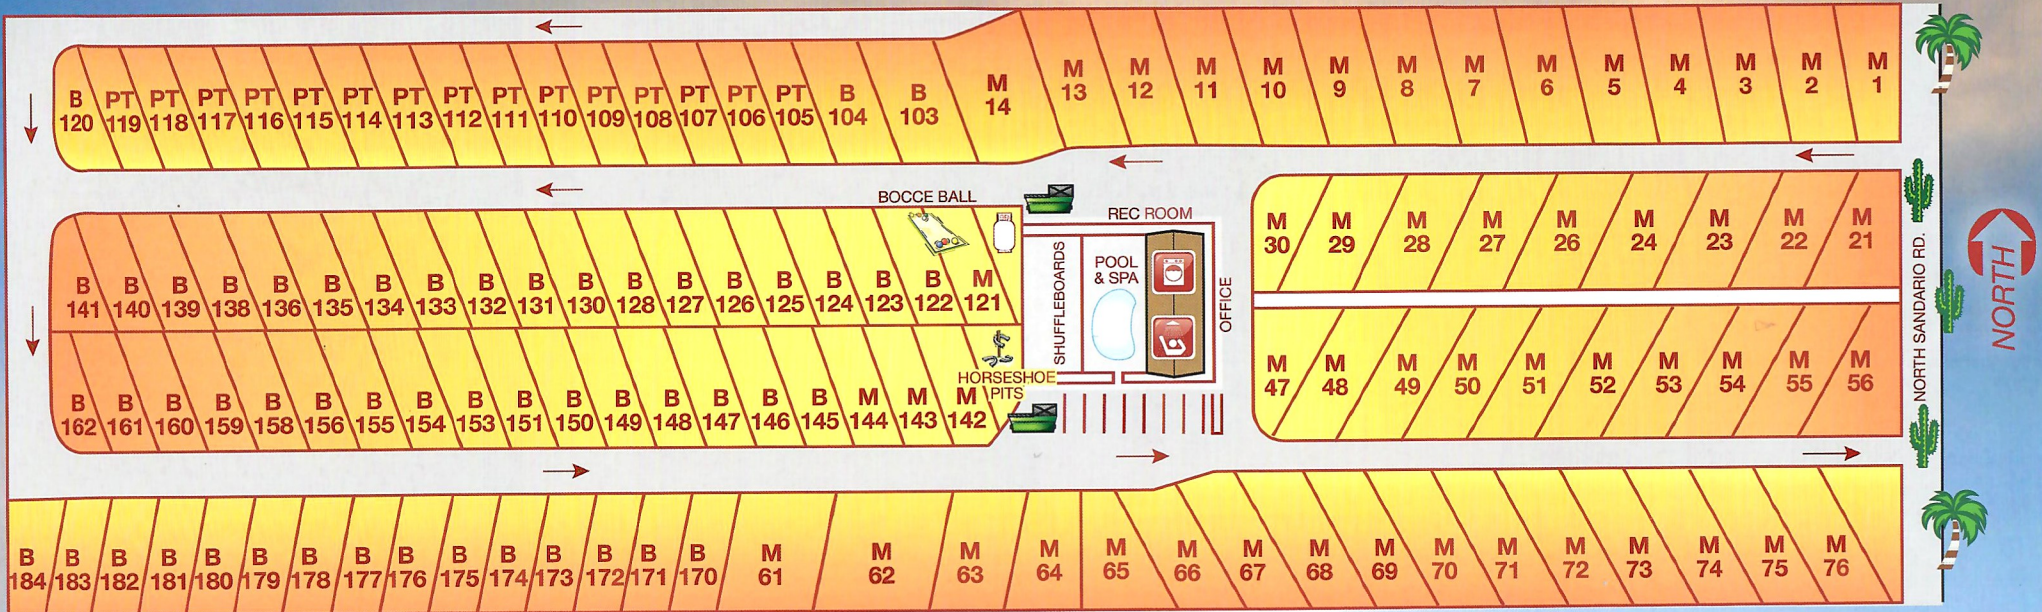 B PT PT PT PT PT PT PT PT PT PT PT PT PT PT PT B B M M M M M M M M M M M M M M
120 119 118 117 116 115 114 113 112 111 110 109 108 107 106 105 104 103 14 13 12 11 10 9 8 7 6 5 4 3 2 1
BOCCE BALL
REC ROOM
M M M M M M M M M
30 29 28 27 26 24 23 22 21
B B B B B B B B B B B B B B B B B B M
141 140 139 138 136 135 134 133 132 131 130 128 127 126 125 124 123 122 121
SHUFFLEBOARDS
POOL
& SPA
OFFICE
NORTH SANDARIO RD.
NORTH
HORSESHOE
PITS
B B B B B B B B B B B B B B B B M M M
162 161 160 159 158 156 155 154 153 151 150 149 148 147 146 145 144 143 142
M M M M M M M M M M
47 48 49 50 51 52 53 54 55 56
B B B B B B B B B B B B B B B M M M M M M M M M M M M M M M M
184 183 182 181 180 179 178 177 176 175 174 173 172 171 170 61 62 63 64 65 66 67 68 69 70 71 72 73 74 75 76